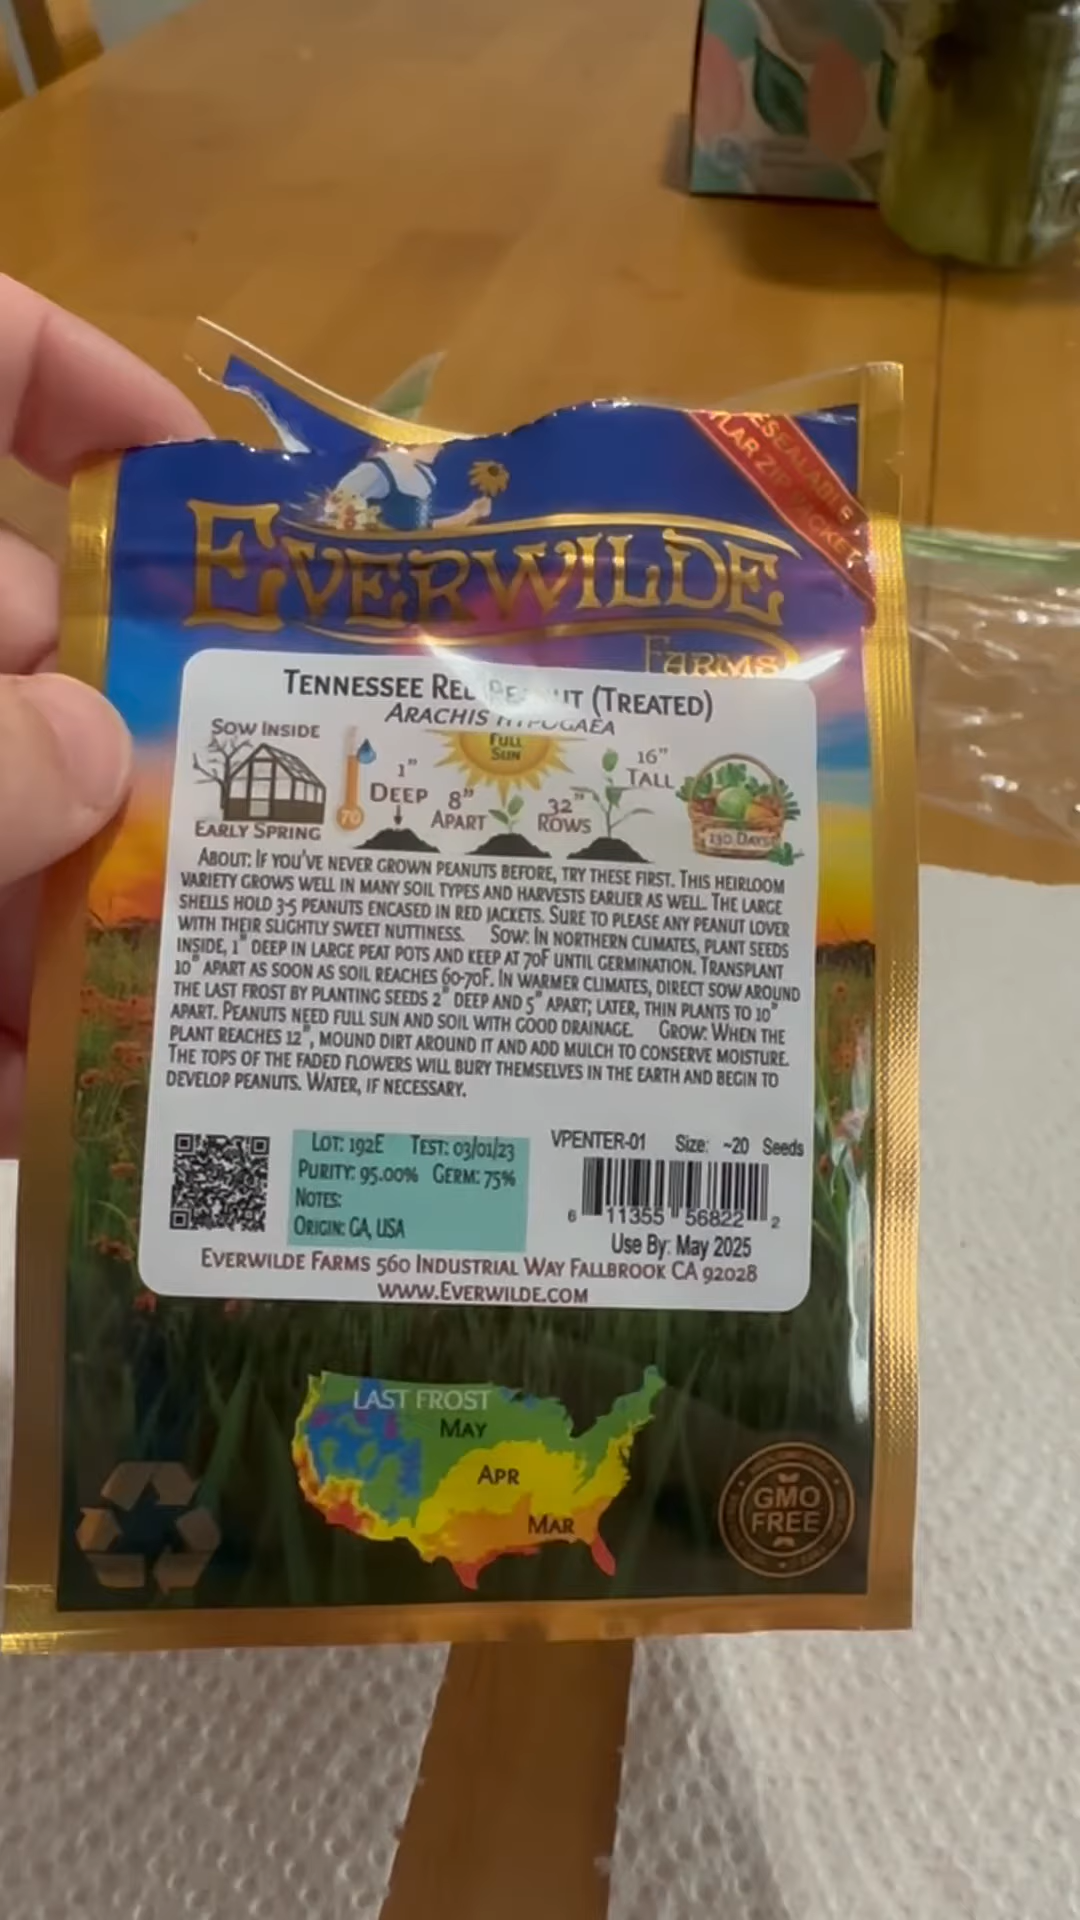 RESEALABLE
MYLAR ZIP PACKET
EVERWILDE
FARMS
TENNESSEE RED PEANUT (TREATED)
ARACHIS HYPOGAEA
SOW INSIDE
EARLY SPRING
70
1"
DEEP
FULL
SUN
8"
APART
32"
ROWS
16"
TALL
130 DAYS
ABOUT: IF YOU'VE NEVER GROWN PEANUTS BEFORE, TRY THESE FIRST. THIS HEIRLOOM
VARIETY GROWS WELL IN MANY SOIL TYPES AND HARVESTS EARLIER AS WELL. THE LARGE
SHELLS HOLD 3-5 PEANUTS ENCASED IN RED JACKETS. SURE TO PLEASE ANY PEANUT LOVER
WITH THEIR SLIGHTLY SWEET NUTTINESS. SOW: IN NORTHERN CLIMATES, PLANT SEEDS
INSIDE, 1" DEEP IN LARGE PEAT POTS AND KEEP AT 70F UNTIL GERMINATION. TRANSPLANT
10" APART AS SOON AS SOIL REACHES 60-70F. IN WARMER CLIMATES, DIRECT SOW AROUND
THE LAST FROST BY PLANTING SEEDS 2" DEEP AND 5" APART; LATER, THIN PLANTS TO 10"
APART. PEANUTS NEED FULL SUN AND SOIL WITH GOOD DRAINAGE. GROW: WHEN THE
PLANT REACHES 12", MOUND DIRT AROUND IT AND ADD MULCH TO CONSERVE MOISTURE.
THE TOPS OF THE FADED FLOWERS WILL BURY THEMSELVES IN THE EARTH AND BEGIN TO
DEVELOP PEANUTS. WATER, IF NECESSARY.
LOT: 192E TEST: 03/01/23
PURITY: 95.00% GERM: 75%
NOTES:
ORIGIN: GA, USA
VPENTER-01 Size: ~20 Seeds
6 11355 56822 2
Use By: May 2025
EVERWILDE FARMS 560 INDUSTRIAL WAY FALLBROOK CA 92028
WWW.EVERWILDE.COM
LAST FROST
MAY
APR
MAR
GMO
FREE